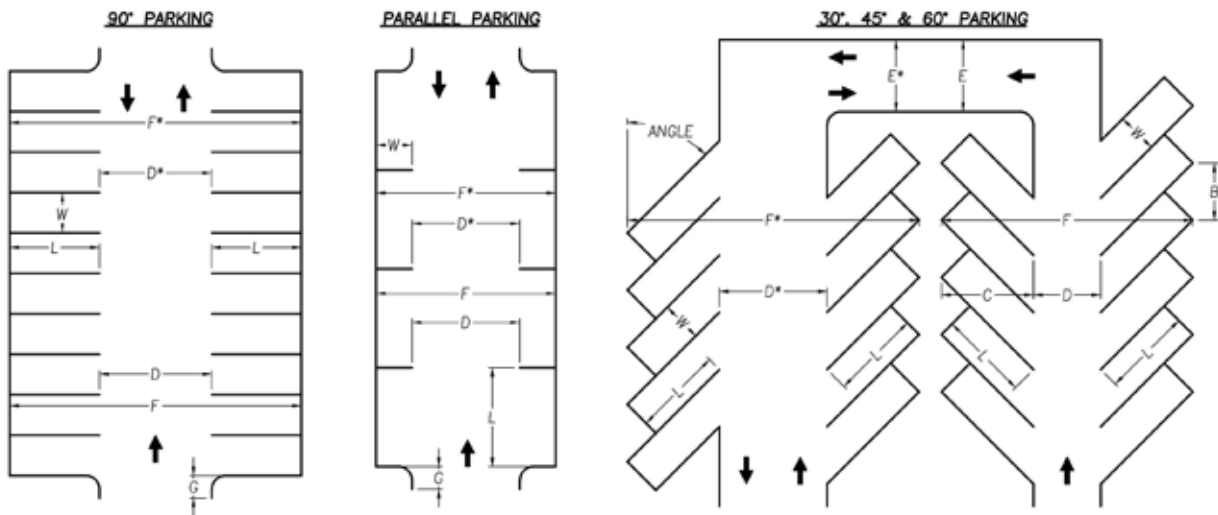 90° PARKING
PARALLEL PARKING
30°, 45° & 60° PARKING
F*
D*
W
L
L
D
F
G
W
F*
D*
F
D
L
G
E*
E
ANGLE
W
B
F*
F
D*
C
D
W
L
L
L
L